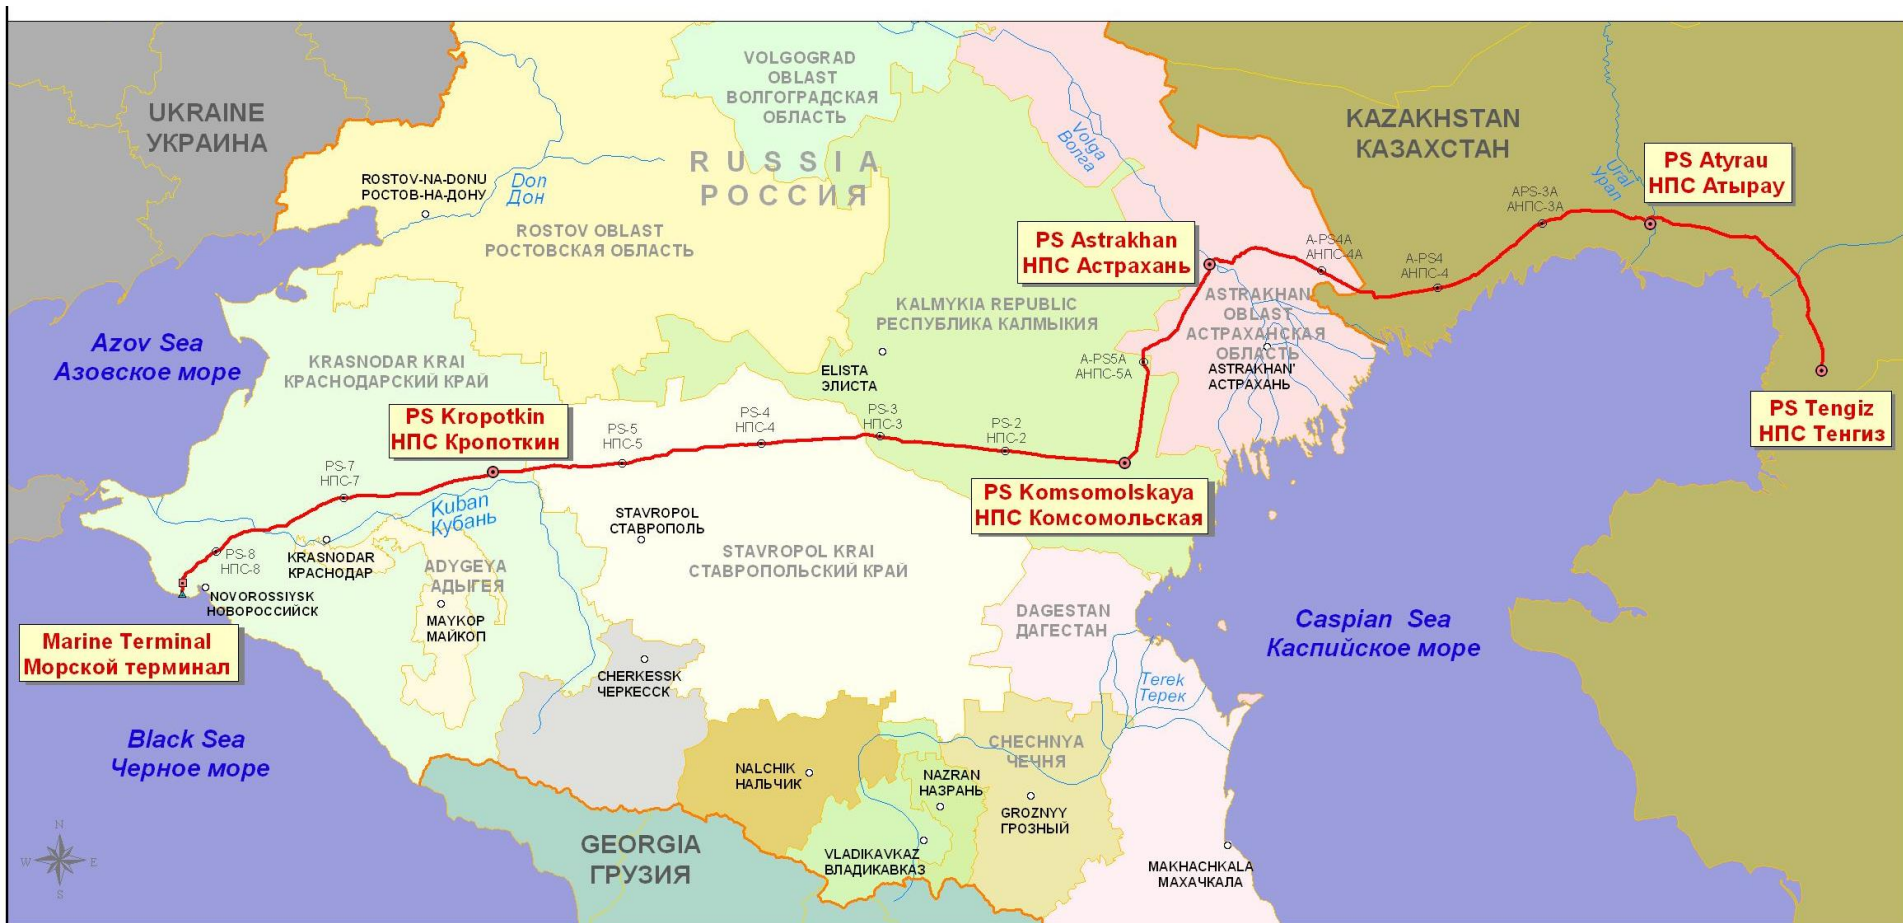 UKRAINE
УКРАИНА
VOLGOGRAD
OBLAST
ВОЛГОГРАДСКАЯ
ОБЛАСТЬ
KAZAKHSTAN
КАЗАХСТАН
Volga
Волга
Ural
Урал
PS Atyrau
НПС Атырау
RUSSIA
РОССИЯ
ROSTOV-NA-DONU
РОСТОВ-НА-ДОНУ
Don
Дон
APS-3A
АНПС-3А
ROSTOV OBLAST
РОСТОВСКАЯ ОБЛАСТЬ
PS Astrakhan
НПС Астрахань
A-PS4A
АНПС-4А
A-PS4
АНПС-4
KALMYKIA REPUBLIC
РЕСПУБЛИКА КАЛМЫКИЯ
ASTRAKHAN
OBLAST
АСТРАХАНСКАЯ
ОБЛАСТЬ
ASTRAKHAN'
АСТРАХАНЬ
Azov Sea
Азовское море
KRASNODAR KRAI
КРАСНОДАРСКИЙ КРАЙ
ELISTA
ЭЛИСТА
A-PS5A
АНПС-5А
PS Tengiz
НПС Тенгиз
PS Kropotkin
НПС Кропоткин
PS-5
НПС-5
PS-4
НПС-4
PS-3
НПС-3
PS-2
НПС-2
PS-7
НПС-7
Kuban
Кубань
PS Komsomolskaya
НПС Комсомольская
STAVROPOL
СТАВРОПОЛЬ
PS-8
НПС-8
KRASNODAR
КРАСНОДАР
ADYGEYA
АДЫГЕЯ
STAVROPOL KRAI
СТАВРОПОЛЬСКИЙ КРАЙ
NOVOROSSIYSK
НОВОРОССИЙСК
MAYKOP
МАЙКОП
DAGESTAN
ДАГЕСТАН
Caspian Sea
Каспийское море
Marine Terminal
Морской терминал
CHERKESSK
ЧЕРКЕССК
Terek
Терек
Black Sea
Черное море
CHECHNYA
ЧЕЧНЯ
NALCHIK
НАЛЬЧИК
NAZRAN
НАЗРАНЬ
GROZNYY
ГРОЗНЫЙ
GEORGIA
ГРУЗИЯ
VLADIKAVKAZ
ВЛАДИКАВКАЗ
MAKHACHKALA
МАХАЧКАЛА
N
W E
S